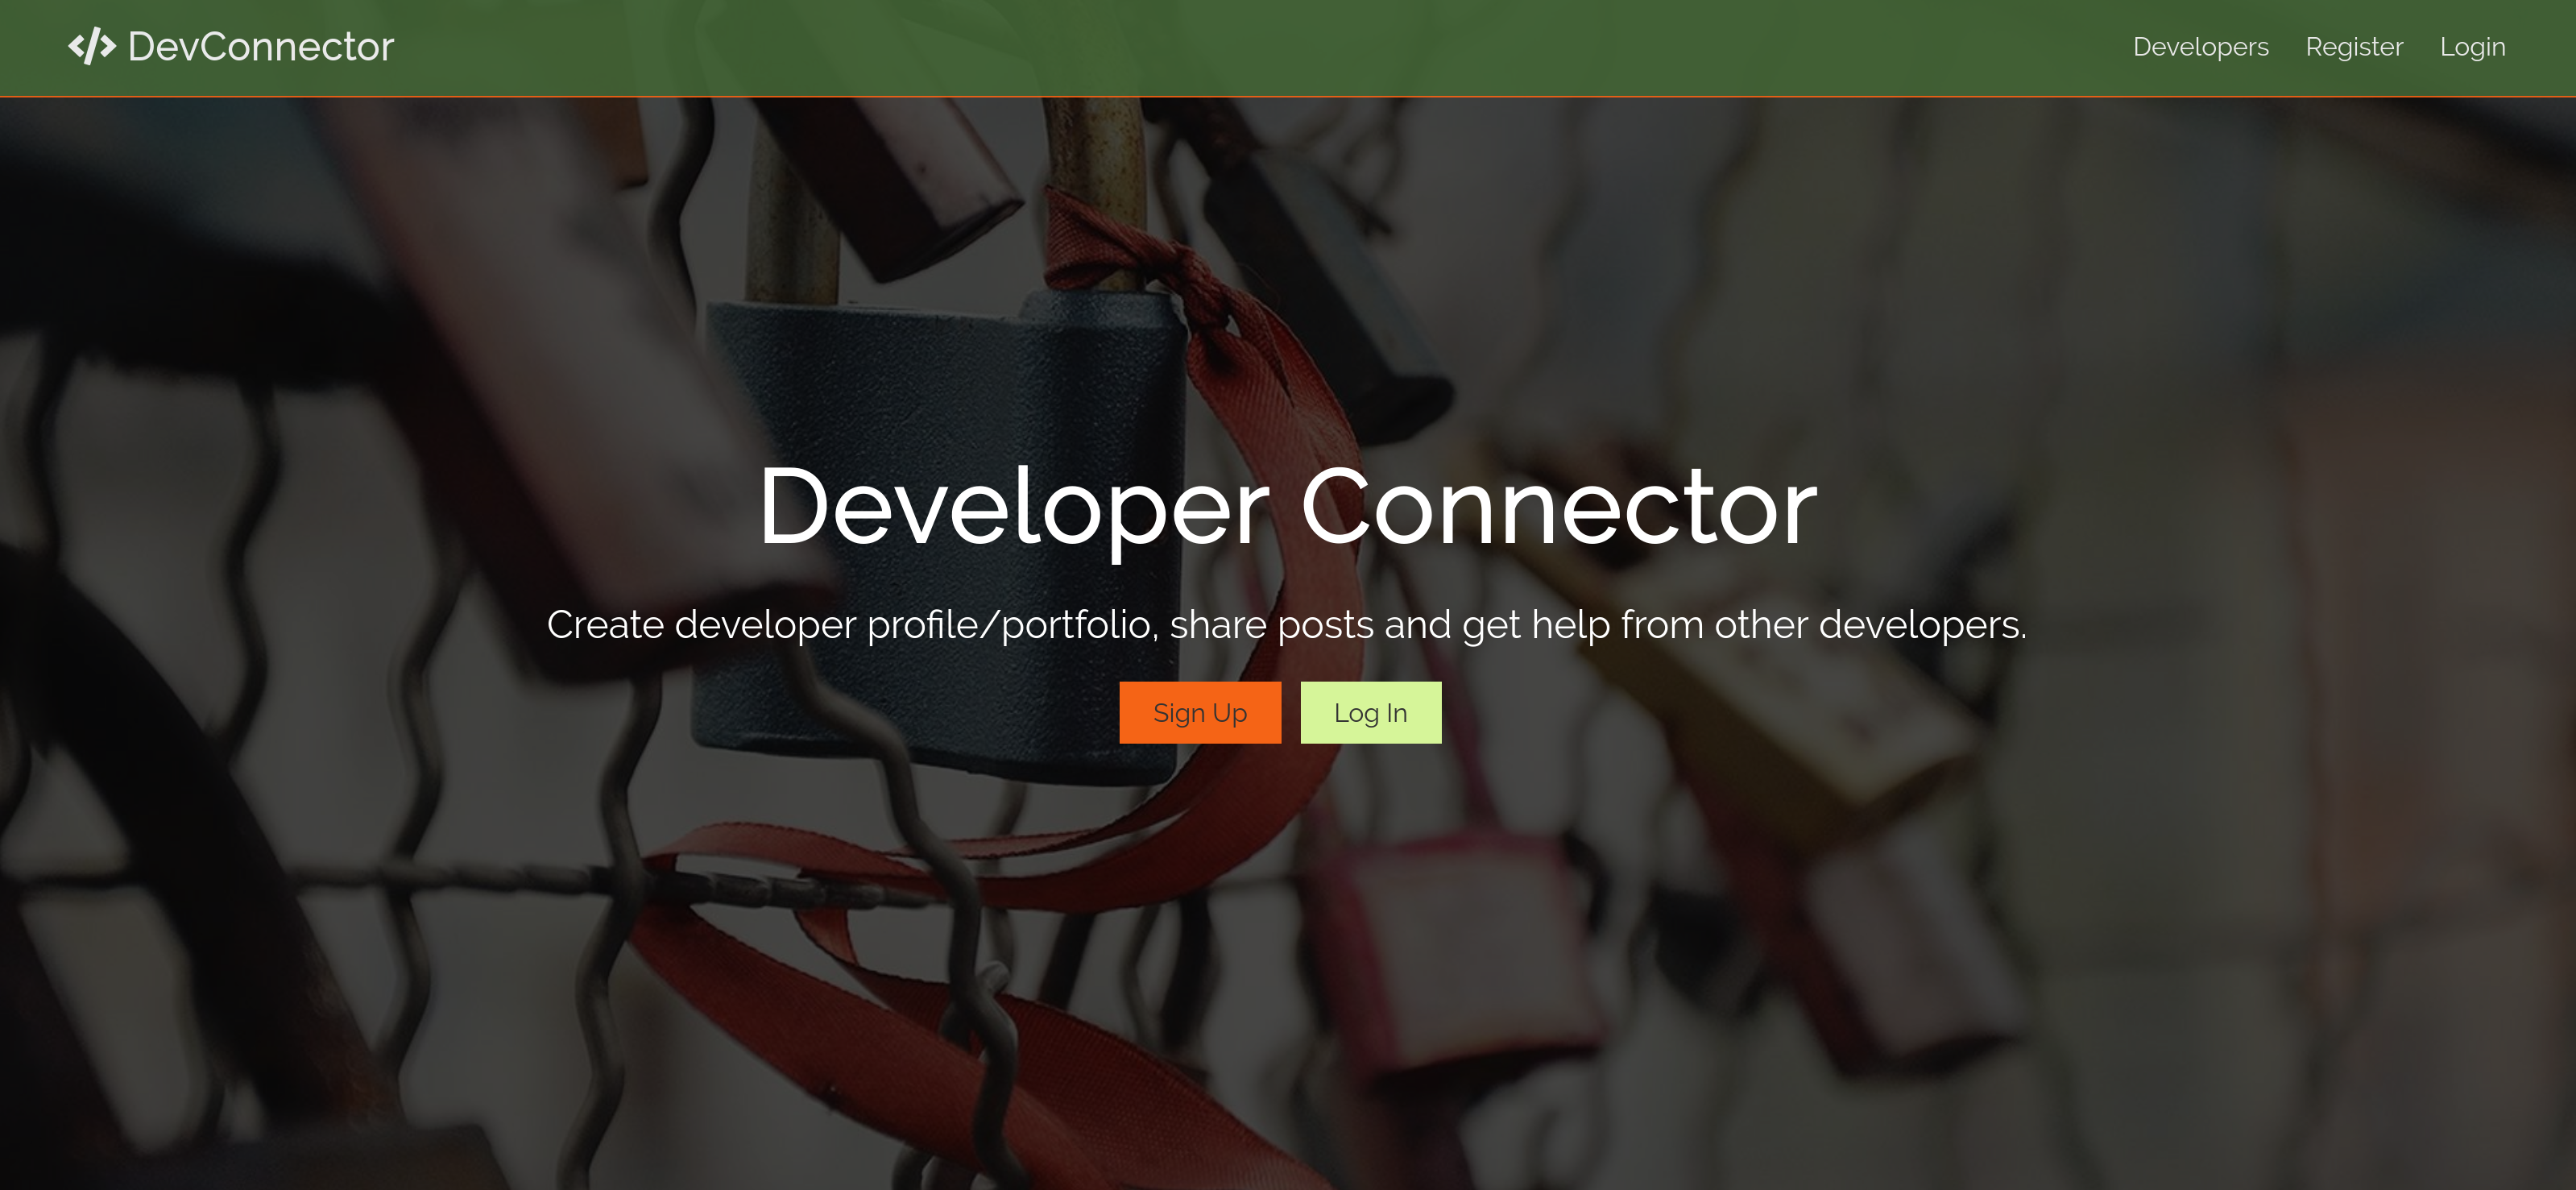 </> DevConnector
Developers Register Login
Developer Connector
Create developer profile/portfolio, share posts and get help from other developers.
Sign Up Log In